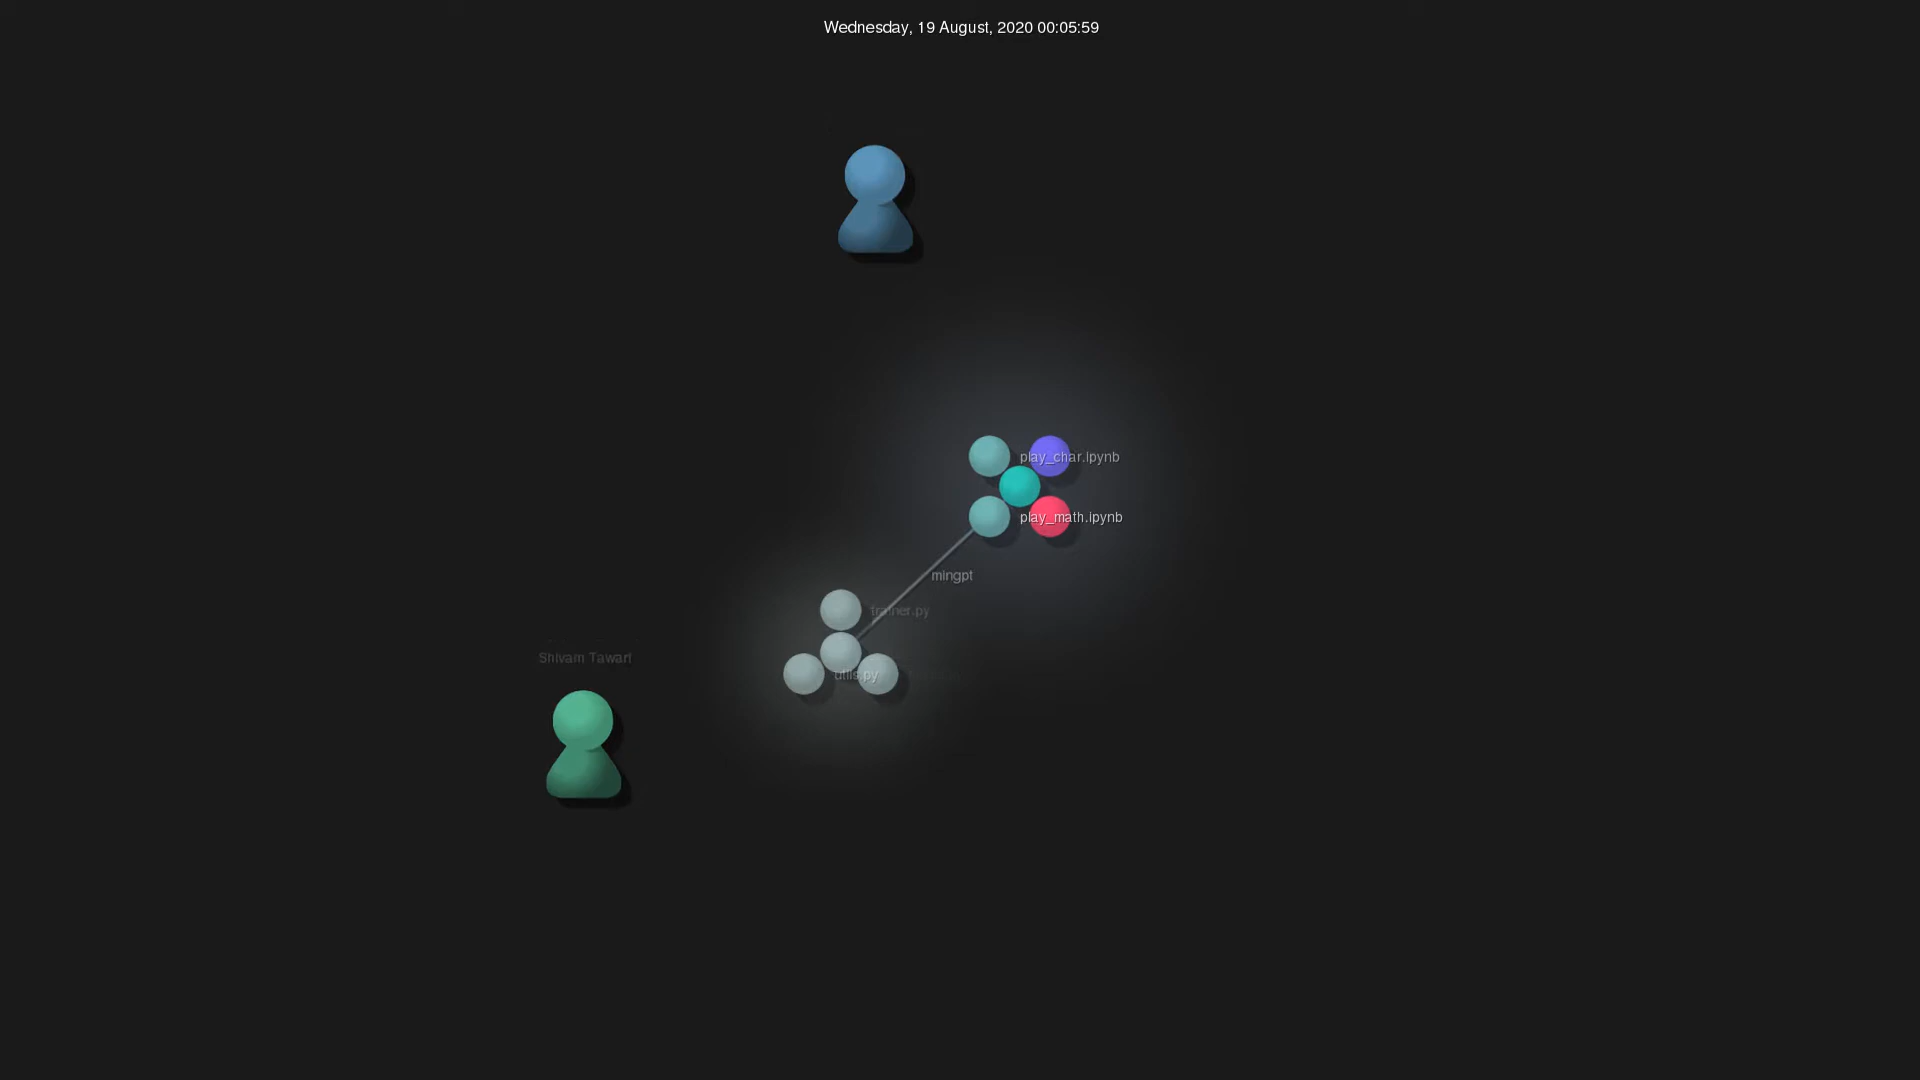 Wednesday, 19 August, 2020 00:05:59
play_char.ipynb
play_math.ipynb
mingpt
trainer.py
Shivam Tawari
utils.py